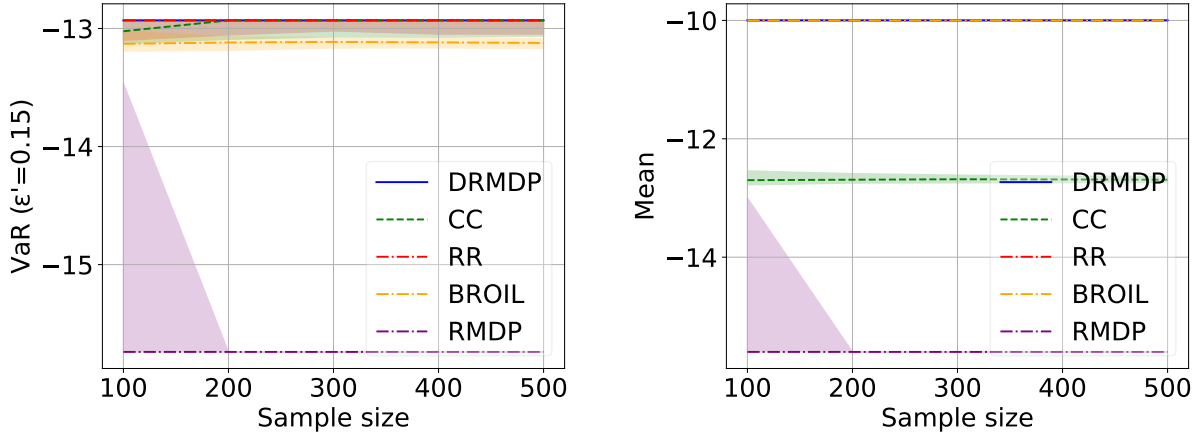 −13
−14
−15
VaR (ε'=0.15)
100 200 300 400 500
Sample size
DRMDP
CC
RR
BROIL
RMDP
−10
−12
−14
Mean
100 200 300 400 500
Sample size
DRMDP
CC
RR
BROIL
RMDP